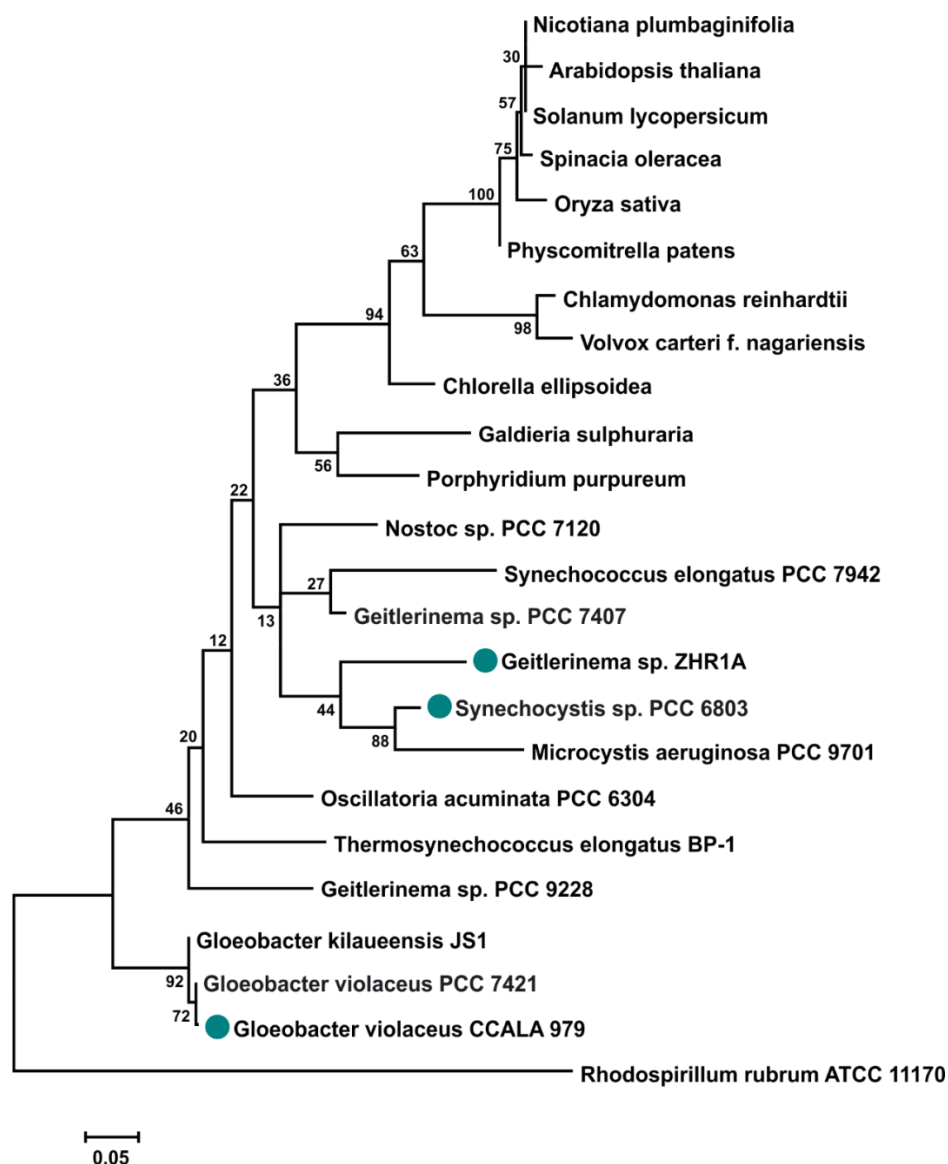 Nicotiana plumbaginifolia
30
Arabidopsis thaliana
57
Solanum lycopersicum
75
Spinacia oleracea
100
Oryza sativa
63
Physcomitrella patens
94
Chlamydomonas reinhardtii
98
Volvox carteri f. nagariensis
36
Chlorella ellipsoidea
Galdieria sulphuraria
56
Porphyridium purpureum
22
Nostoc sp. PCC 7120
27
Synechococcus elongatus PCC 7942
13
Geitlerinema sp. PCC 7407
12
Geitlerinema sp. ZHR1A
44
Synechocystis sp. PCC 6803
20
88
Microcystis aeruginosa PCC 9701
Oscillatoria acuminata PCC 6304
46
Thermosynechococcus elongatus BP-1
Geitlerinema sp. PCC 9228
Gloeobacter kilaueensis JS1
92
Gloeobacter violaceus PCC 7421
72
Gloeobacter violaceus CCALA 979
Rhodospirillum rubrum ATCC 11170
0.05